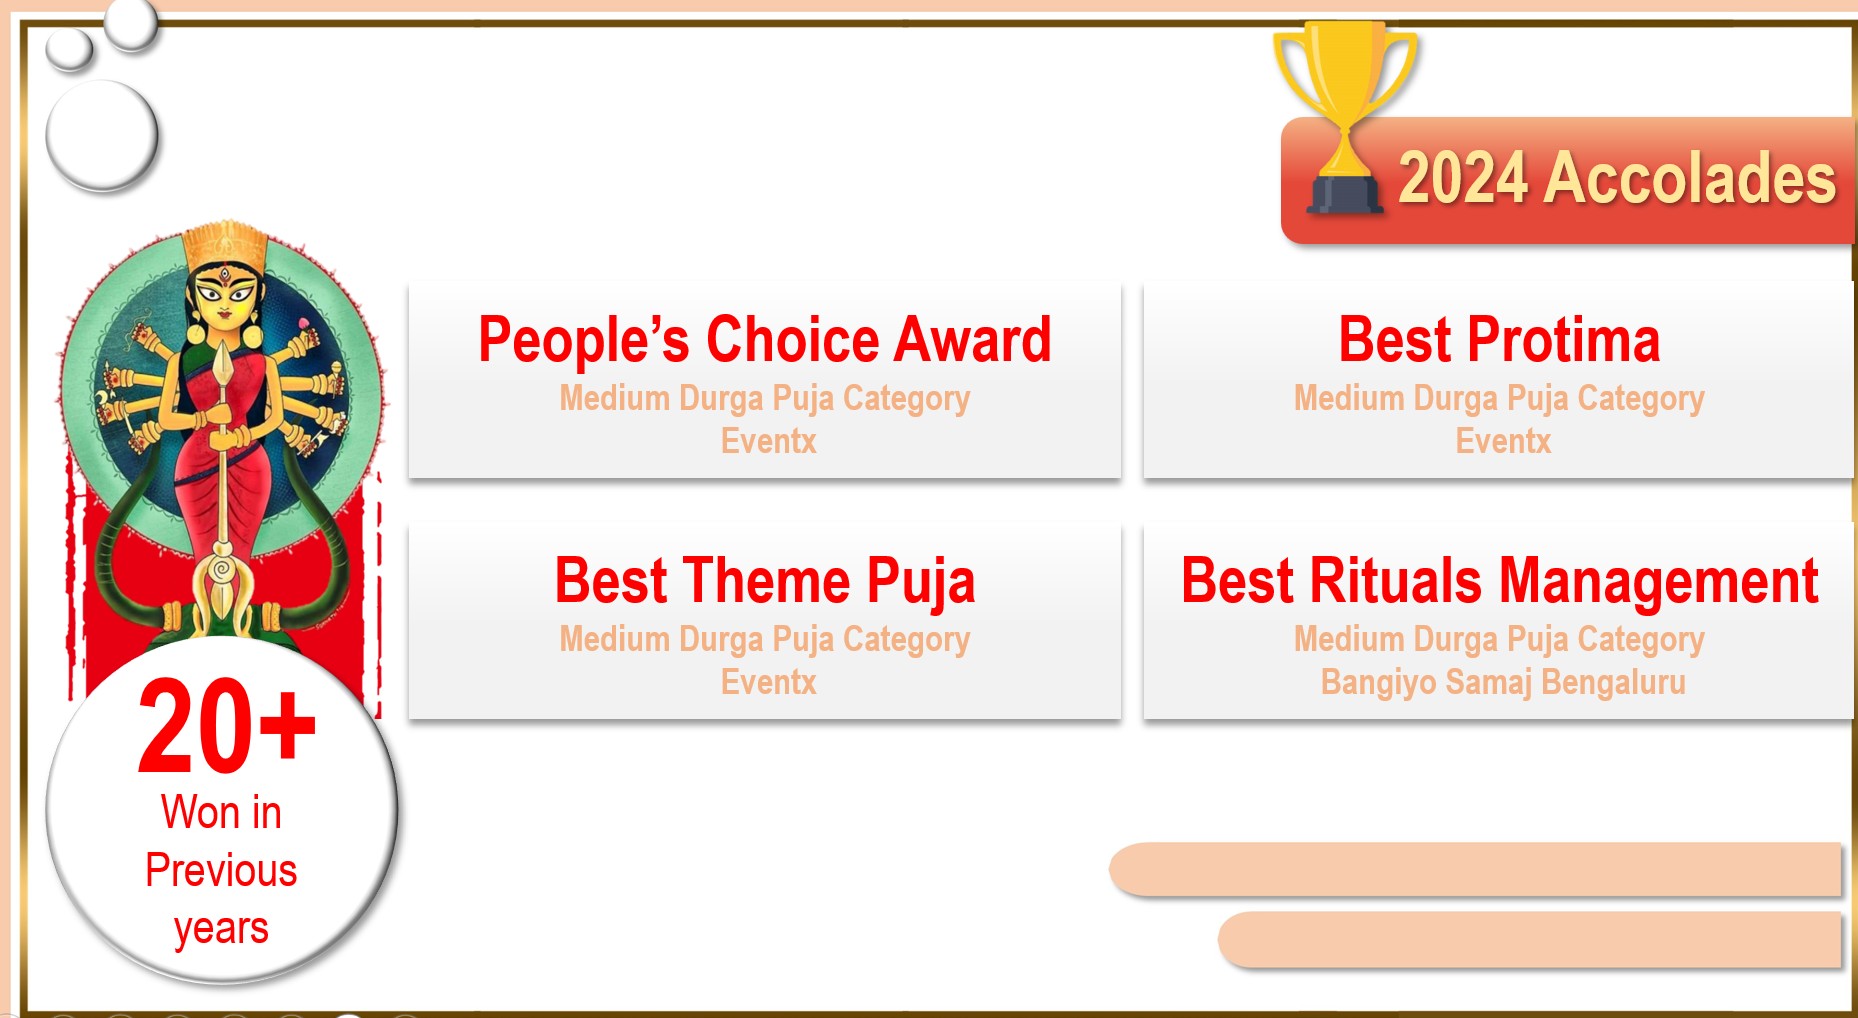 2024 Accolades
People’s Choice Award
Medium Durga Puja Category
Eventx
Best Protima
Medium Durga Puja Category
Eventx
Best Theme Puja
Medium Durga Puja Category
Eventx
Best Rituals Management
Medium Durga Puja Category
Bangiyo Samaj Bengaluru
20+
Won in
Previous
years